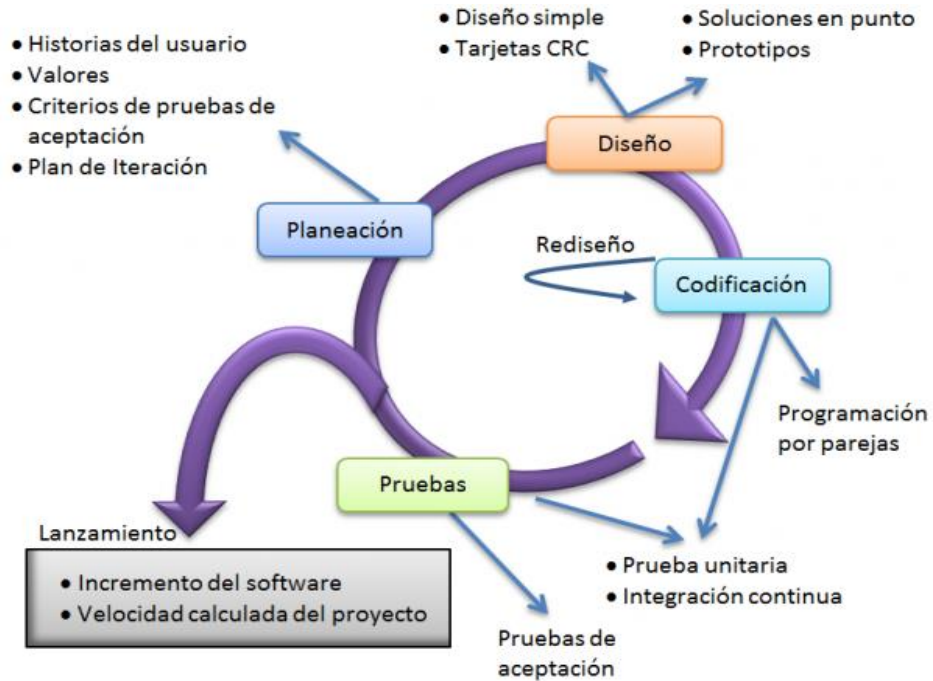 • Historias del usuario
• Valores
• Criterios de pruebas de
aceptación
• Plan de Iteración
• Diseño simple
• Tarjetas CRC
• Soluciones en punto
• Prototipos
Diseño
Planeación
Rediseño
Codificación
Programación
por parejas
Pruebas
Lanzamiento
• Incremento del software
• Velocidad calculada del proyecto
• Prueba unitaria
• Integración continua
Pruebas de
aceptación